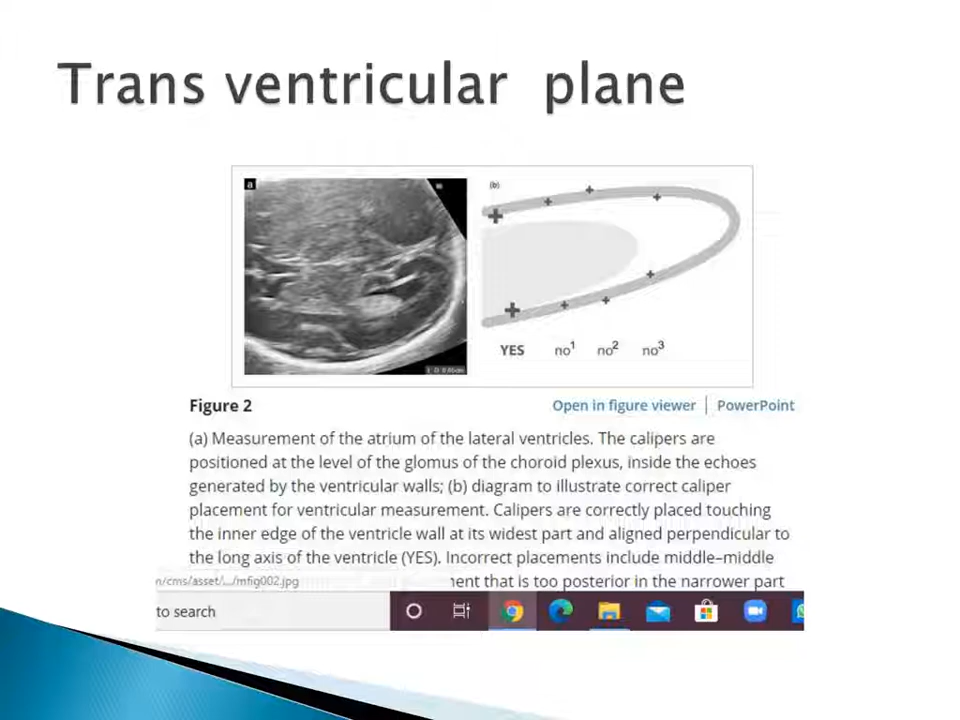 Trans ventricular plane
a
(b)
YES no¹ no² no³
Figure 2
Open in figure viewer | PowerPoint
(a) Measurement of the atrium of the lateral ventricles. The calipers are
positioned at the level of the glomus of the choroid plexus, inside the echoes
generated by the ventricular walls; (b) diagram to illustrate correct caliper
placement for ventricular measurement. Calipers are correctly placed touching
the inner edge of the ventricle wall at its widest part and aligned perpendicular to
the long axis of the ventricle (YES). Incorrect placements include middle–middle
n/cms/asset/.../mfig002.jpg
nent that is too posterior in the narrower part
to search